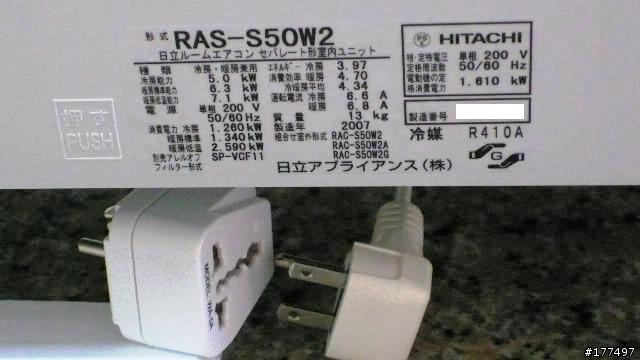 形式 RAS-S50W2
日立ルームエアコン セパレート形室内ユニット
種類 冷房・暖房兼用
冷房能力 5.0 kW
暖房標準能力 6.3 kW
暖房低温能力 7.1 kW
電源 単相 200 V
50/60 Hz
消費電力 冷房 1.260 kW
暖房標準 1.340 kW
暖房低温 2.590 kW
別売アレルオフ SP-VCF11
フィルター形式
エネルギー 冷房 3.97
消費効率 暖房 4.70
平均 4.34
運転電流 冷房 6.6 A
暖房 6.8 A
質量 13 kg
製造年 2007
組合せ室外形式 RAC-S50W2
RAC-S50W2A
RAC-S50W2G
日立アプライアンス(株)
PS E HITACHI
相・定格電圧 単相 200 V
定格周波数 50/60 Hz
電動機の定格消費電力 1.610 kW
製造番号
冷媒 R410A
G
押す
PUSH
#177497